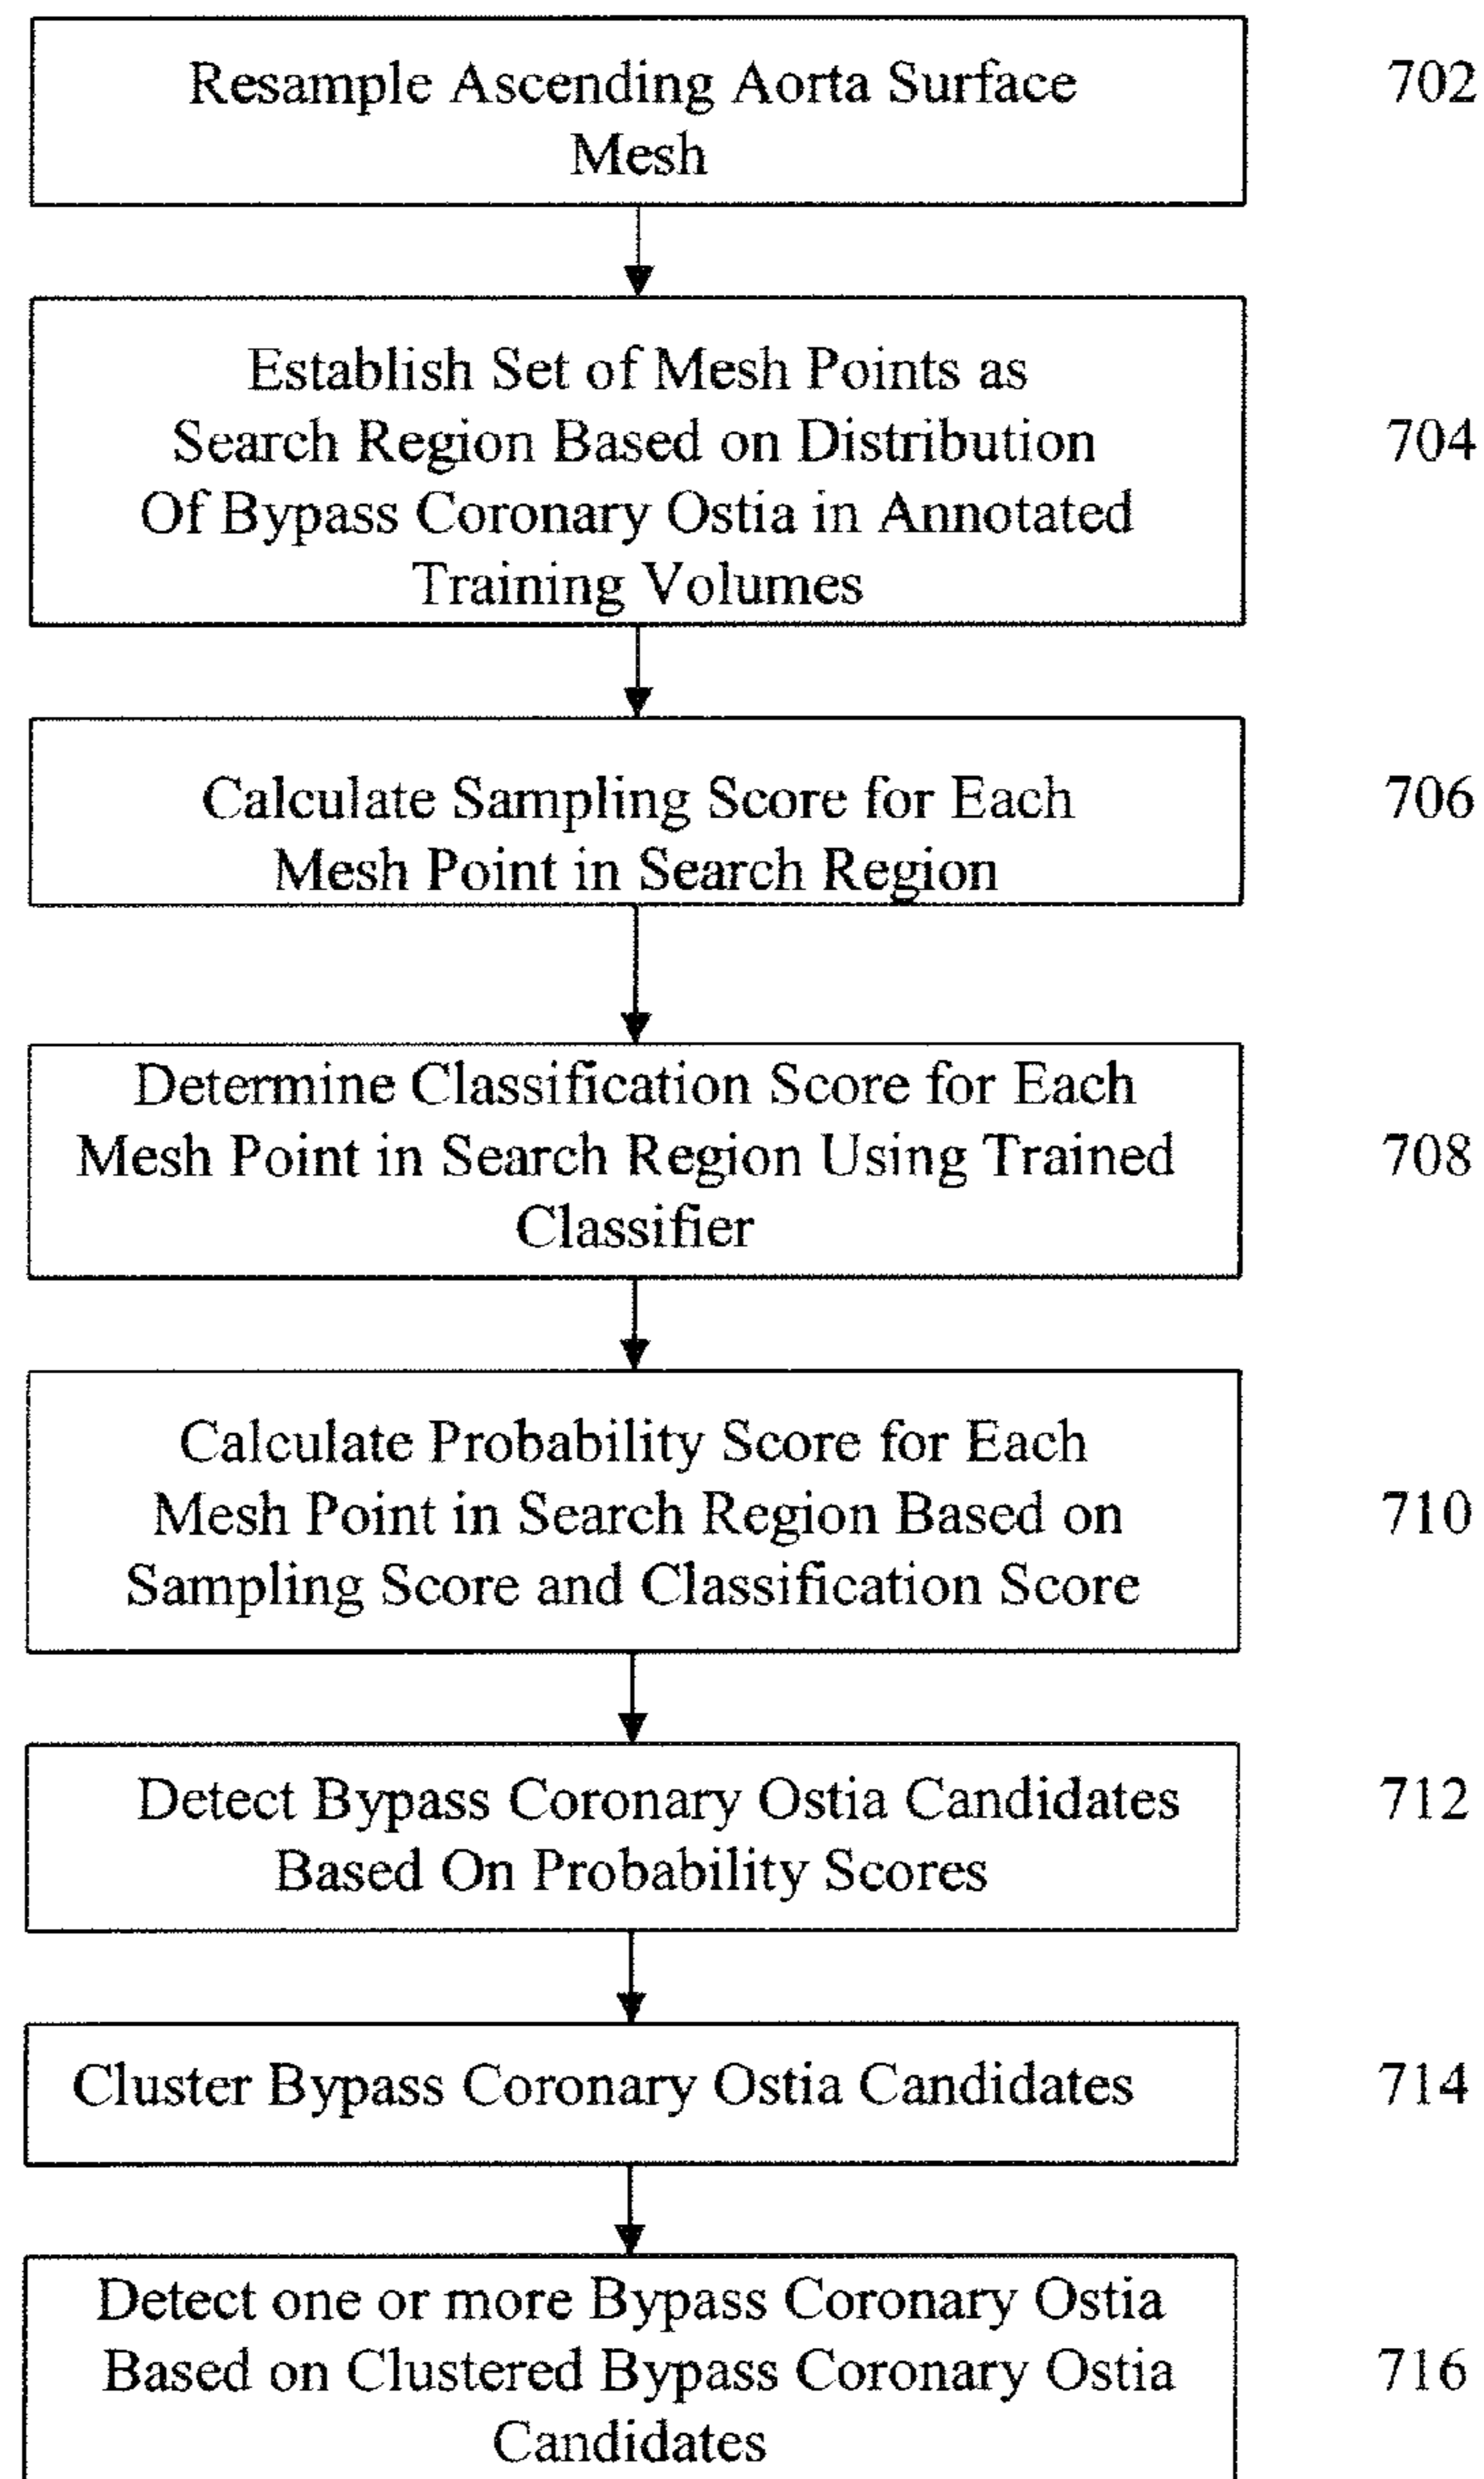 Resample Ascending Aorta Surface
Mesh
702
Establish Set of Mesh Points as
Search Region Based on Distribution
Of Bypass Coronary Ostia in Annotated
Training Volumes
704
Calculate Sampling Score for Each
Mesh Point in Search Region
706
Determine Classification Score for Each
Mesh Point in Search Region Using Trained
Classifier
708
Calculate Probability Score for Each
Mesh Point in Search Region Based on
Sampling Score and Classification Score
710
Detect Bypass Coronary Ostia Candidates
Based On Probability Scores
712
Cluster Bypass Coronary Ostia Candidates
714
Detect one or more Bypass Coronary Ostia
Based on Clustered Bypass Coronary Ostia
Candidates
716